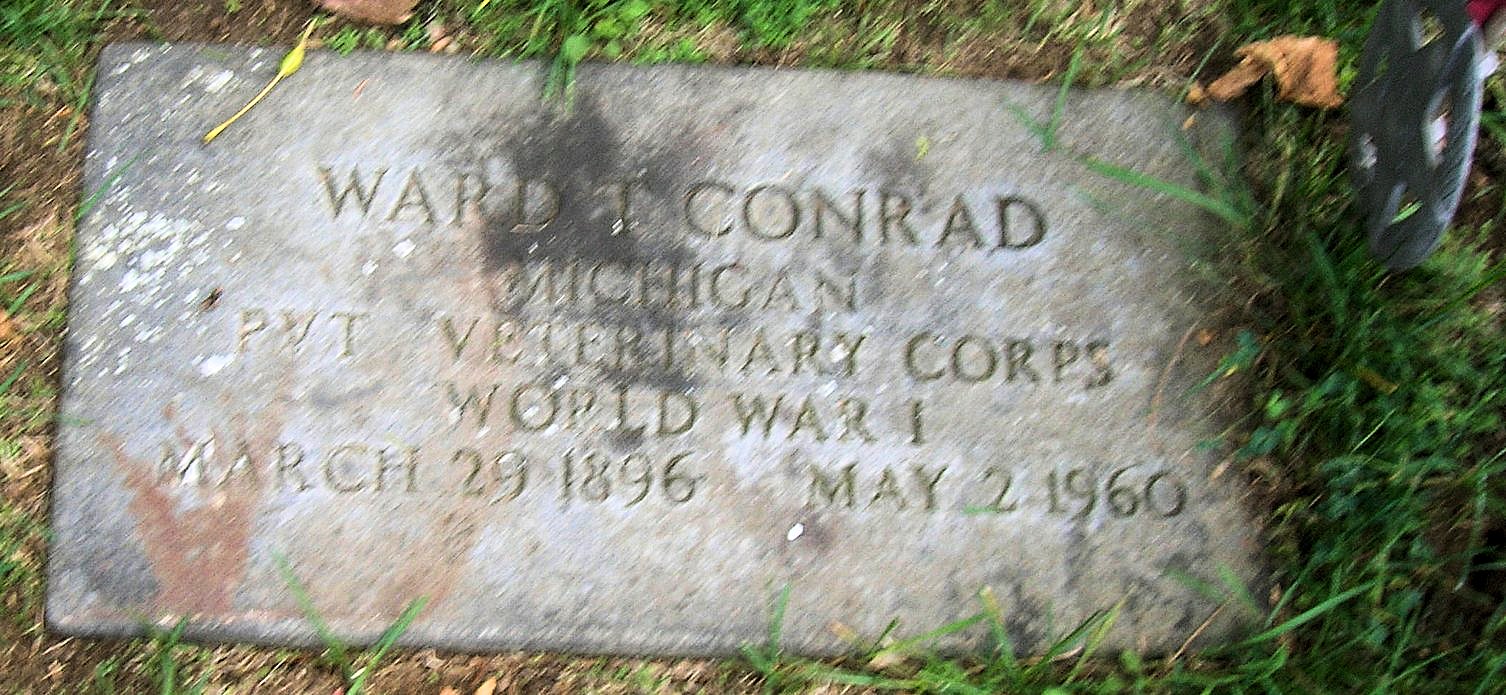 WARD T CONRAD
MICHIGAN
PVT VETERINARY CORPS
WORLD WAR I
MARCH 29 1896 MAY 2 1960